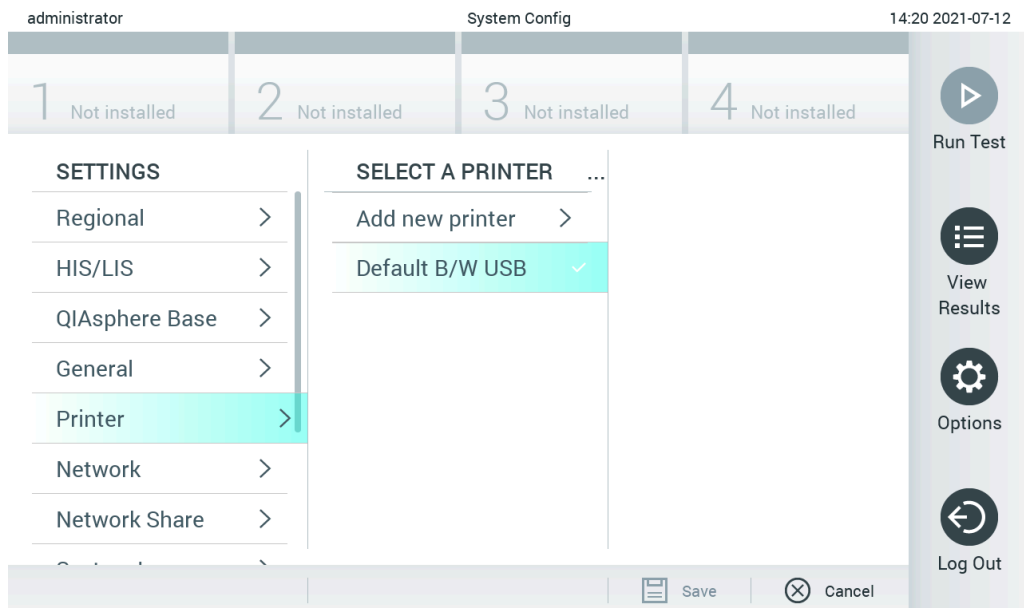 administrator
System Config
14:20 2021-07-12
1 Not installed
2 Not installed
3 Not installed
4 Not installed
Run Test
SETTINGS
Regional
HIS/LIS
QIAsphere Base
General
Printer
Network
Network Share
SELECT A PRINTER ...
Add new printer
Default B/W USB
View
Results
Options
Log Out
Save
Cancel